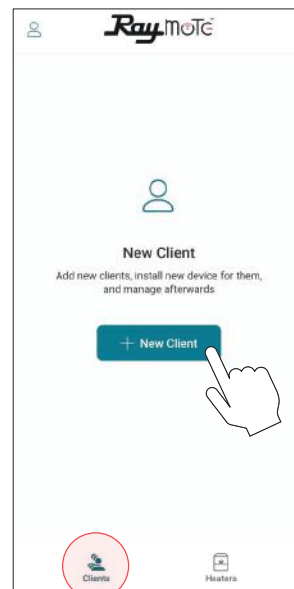 RayMOTE
New Client
Add new clients, install new device for them,
and manage afterwards
+ New Client
Clients
Heaters